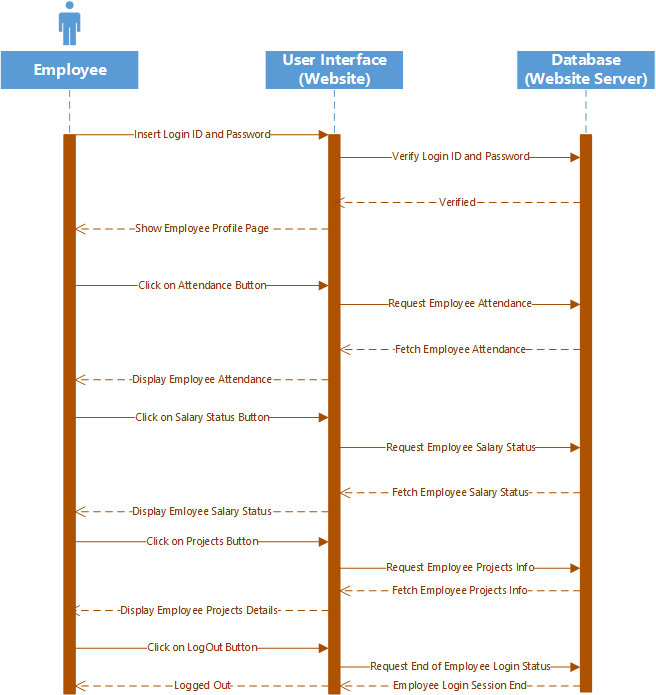 Employee
User Interface
(Website)
Database
(Website Server)
Insert Login ID and Password
Verify Login ID and Password
Verified
Show Employee Profile Page
Click on Attendance Button
Request Employee Attendance
Fetch Employee Attendance
Display Employee Attendance
Click on Salary Status Button
Request Employee Salary Status
Fetch Employee Salary Status
Display Emloyee Salary Status
Click on Projects Button
Request Employee Projects Info
Fetch Employee Projects Info
Display Employee Projects Details
Click on LogOut Button
Request End of Employee Login Status
Employee Login Session End
Logged Out